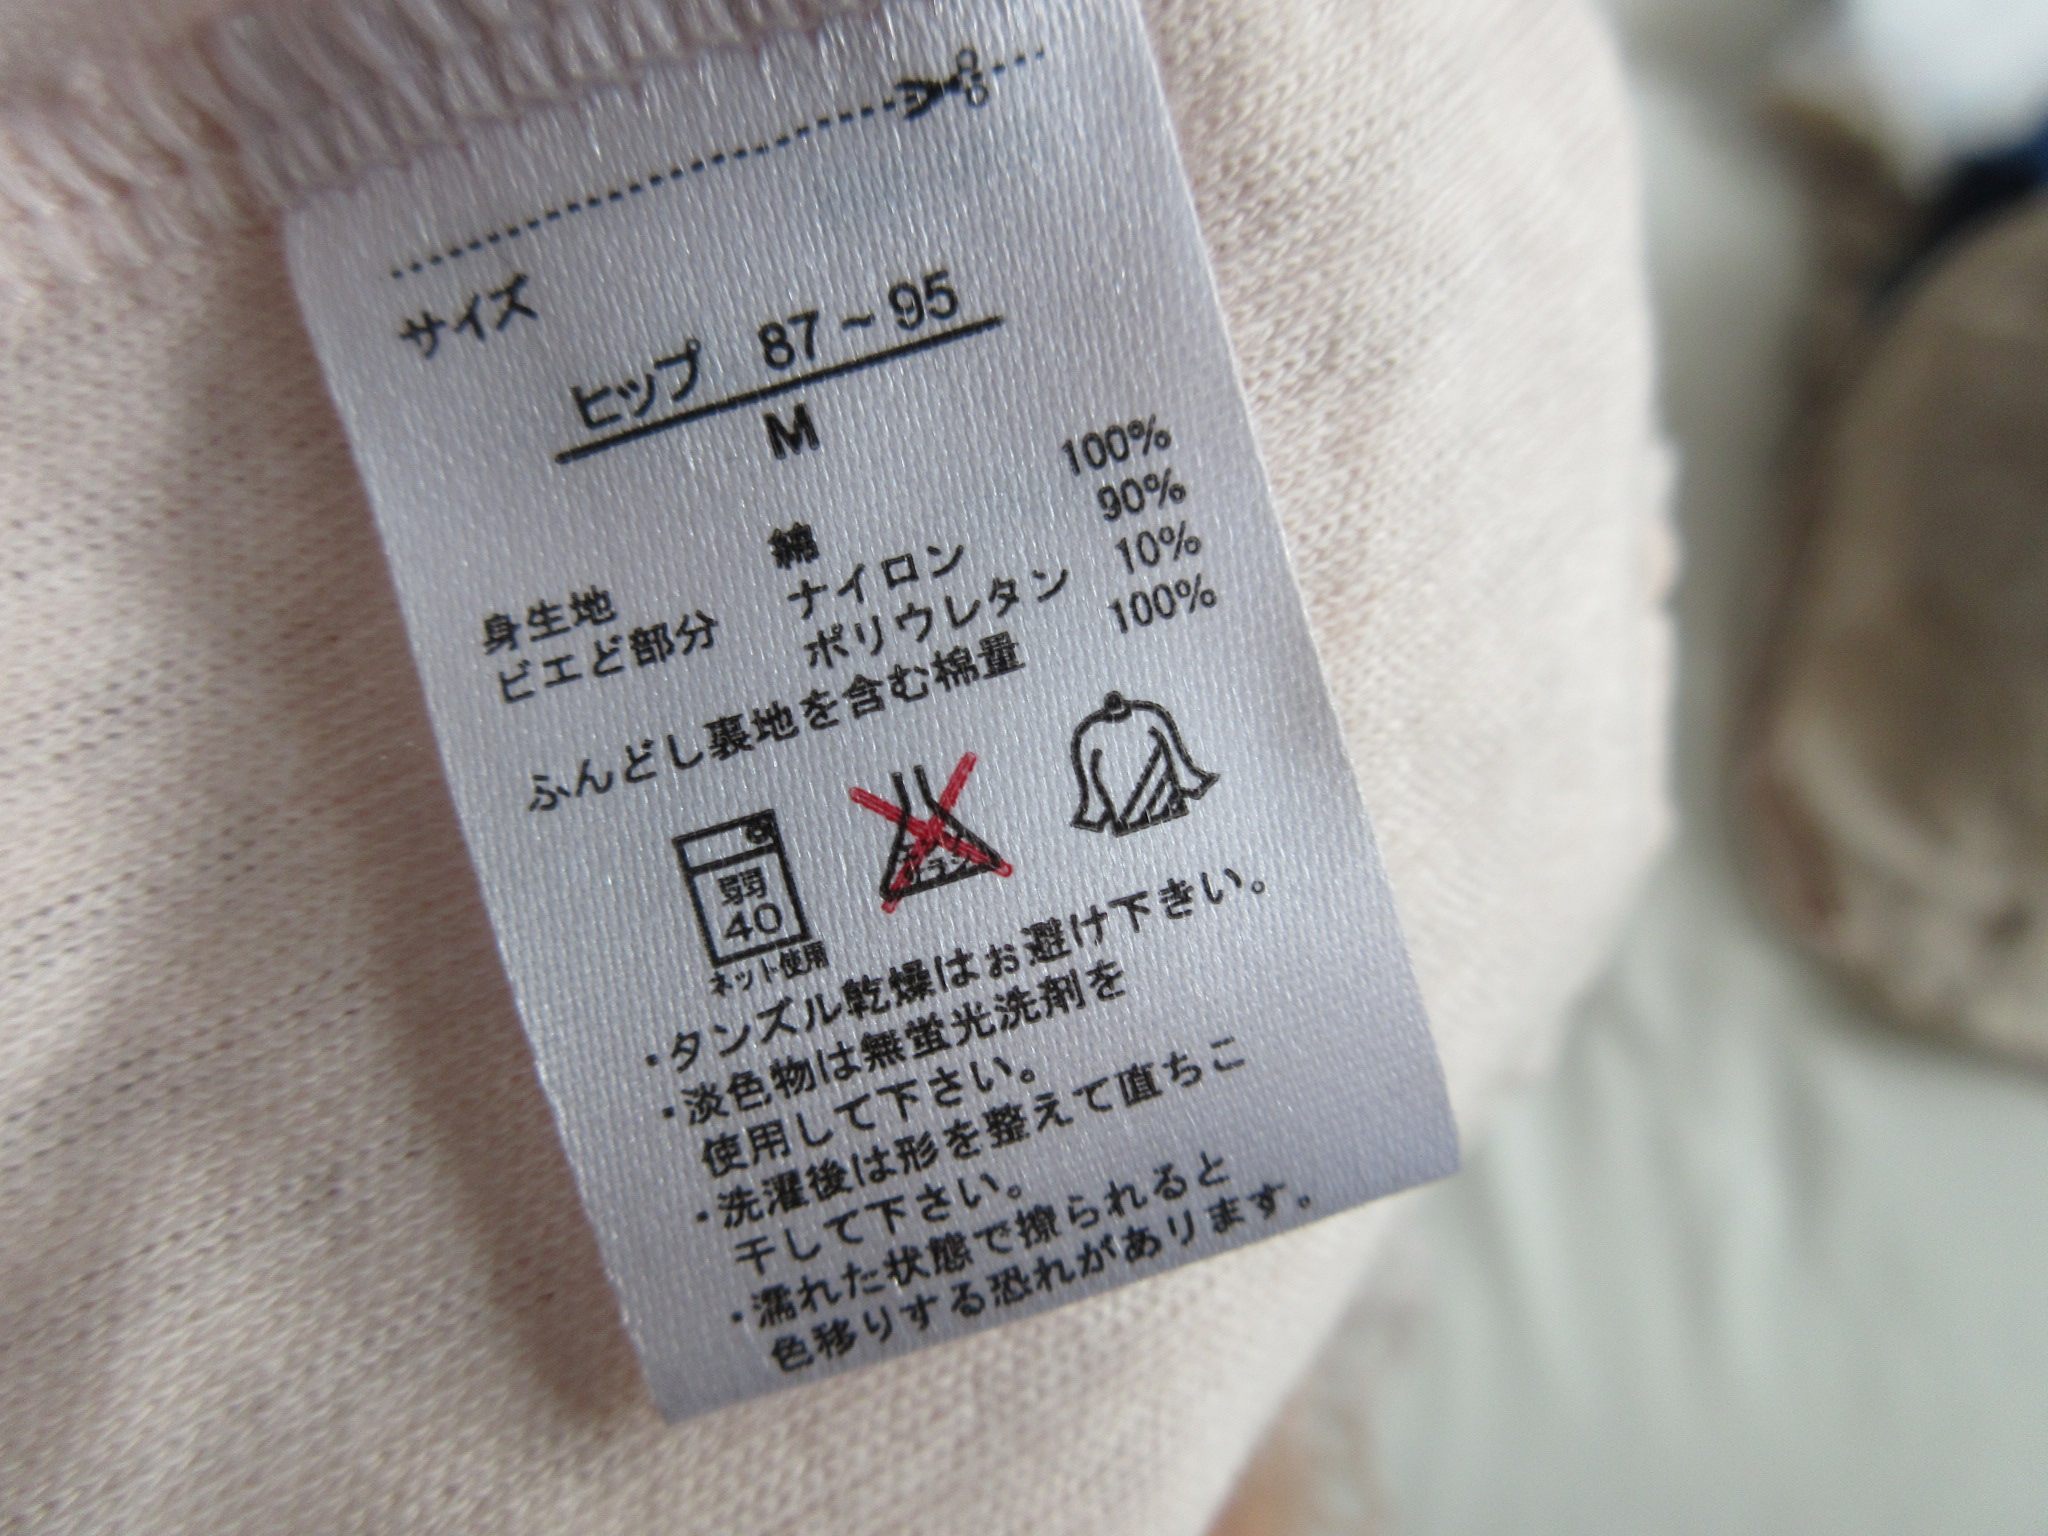 サイズ
ヒップ 87~95
M
身生地 綿 100%
ビエど部分 ナイロン 90%
ポリウレタン 10%
ふんどし裏地を含む棉量 100%
弱
40
ネット使用
・タンズル乾燥はお避け下きい。
・淡色物は無蛍光洗剤を
使用して下さい。
・洗濯後は形を整えて直ちこ
干して下さい。
・濡れた状態で擦られると
色移りする恐れがあります。